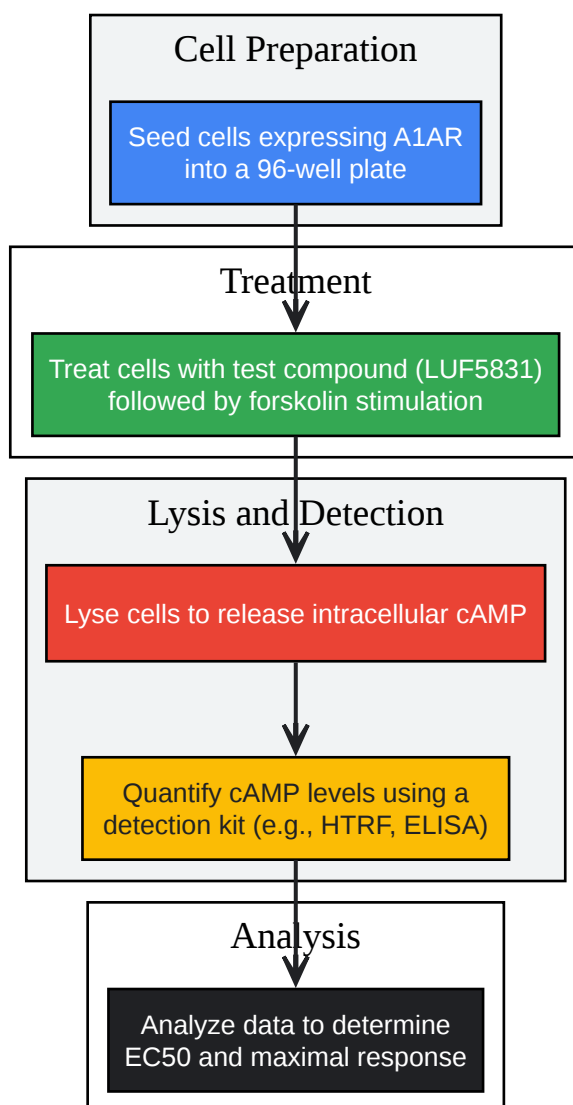 Cell Preparation
Seed cells expressing A1AR
into a 96-well plate
Treatment
Treat cells with test compound (LUF5831)
followed by forskolin stimulation
Lysis and Detection
Lyse cells to release intracellular cAMP
Quantify cAMP levels using a
detection kit (e.g., HTRF, ELISA)
Analysis
Analyze data to determine
EC50 and maximal response